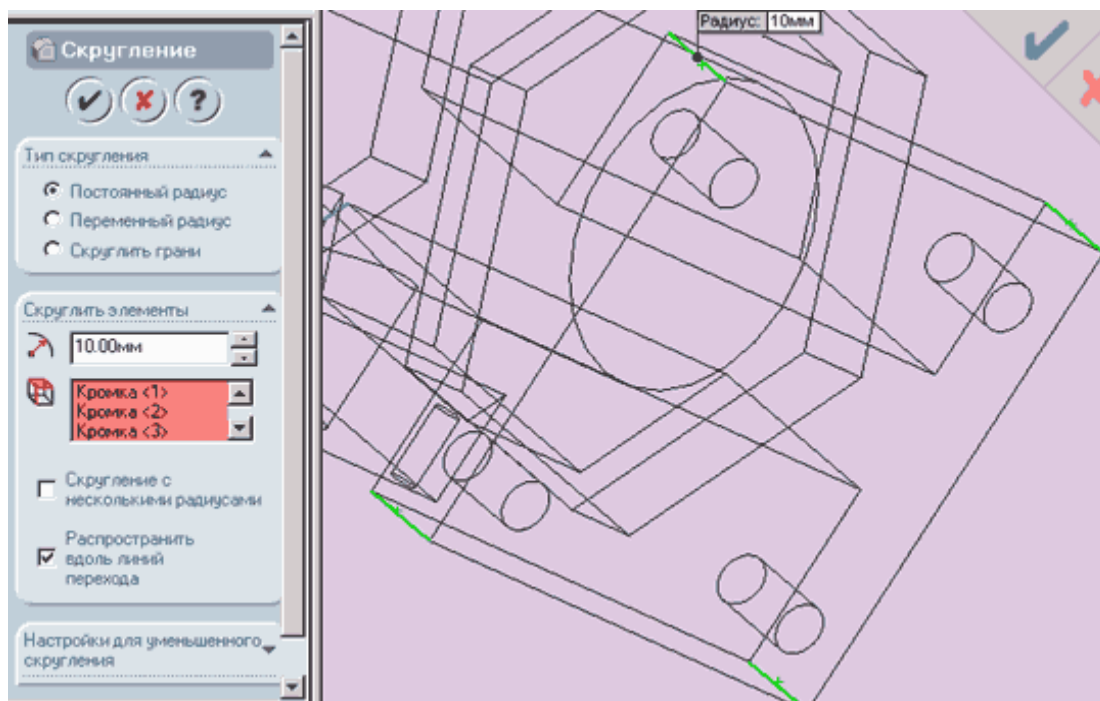 Скругление
?
Тип скругления
Постоянный радиус
Переменный радиус
Скруглить грани
Скруглить элементы
10.00мм
Кромка <1>
Кромка <2>
Кромка <3>
Скругление с
несколькими радиусами
Распространить
вдоль линий
перехода
Настройки для уменьшенного
скругления
Радиус: 10мм